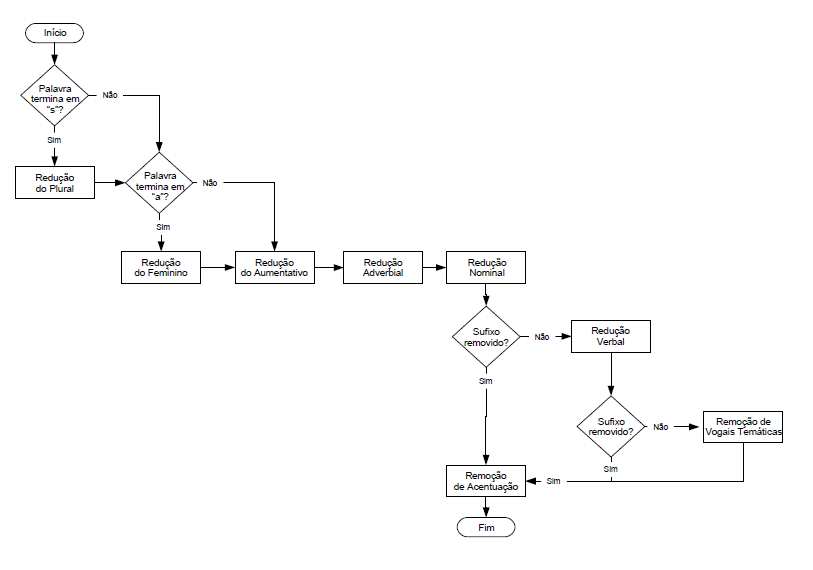 Início
Palavra
termina em
"s"?
Não
Sim
Redução
do Plural
Palavra
termina em
"a"?
Não
Sim
Redução
do Feminino
Redução
do Aumentativo
Redução
Adverbial
Redução
Nominal
Sufixo
removido?
Não
Redução
Verbal
Sim
Sufixo
removido?
Não
Remoção de
Vogais Temáticas
Sim
Sim
Remoção
de Acentuação
Fim